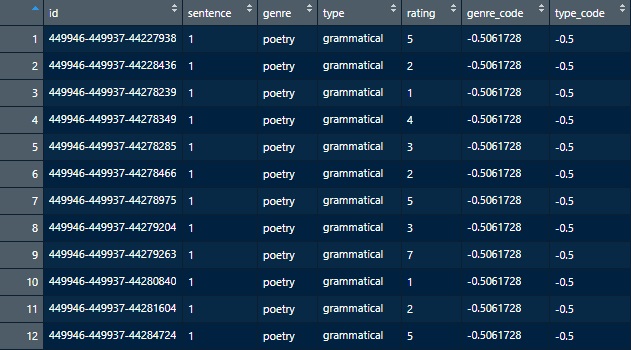 id sentence genre type rating genre_code type_code
1 449946-449937-44227938 1 poetry grammatical 5 -0.5061728 -0.5
2 449946-449937-44228436 1 poetry grammatical 2 -0.5061728 -0.5
3 449946-449937-44278239 1 poetry grammatical 1 -0.5061728 -0.5
4 449946-449937-44278349 1 poetry grammatical 4 -0.5061728 -0.5
5 449946-449937-44278285 1 poetry grammatical 3 -0.5061728 -0.5
6 449946-449937-44278466 1 poetry grammatical 2 -0.5061728 -0.5
7 449946-449937-44278975 1 poetry grammatical 5 -0.5061728 -0.5
8 449946-449937-44279204 1 poetry grammatical 3 -0.5061728 -0.5
9 449946-449937-44279263 1 poetry grammatical 7 -0.5061728 -0.5
10 449946-449937-44280840 1 poetry grammatical 1 -0.5061728 -0.5
11 449946-449937-44281604 1 poetry grammatical 2 -0.5061728 -0.5
12 449946-449937-44284724 1 poetry grammatical 5 -0.5061728 -0.5